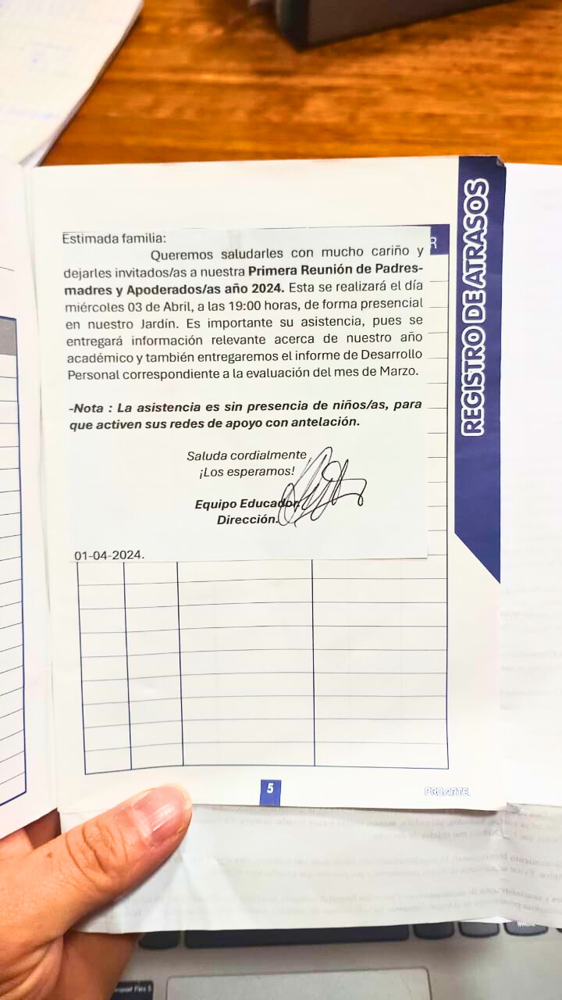 Estimada familia:
Queremos saludarles con mucho cariño y
dejarles invitados/as a nuestra Primera Reunión de Padres-
madres y Apoderados/as año 2024. Esta se realizará el día
miércoles 03 de Abril, a las 19:00 horas, de forma presencial
en nuestro Jardín. Es importante su asistencia, pues se
entregará información relevante acerca de nuestro año
académico y también entregaremos el informe de Desarrollo
Personal correspondiente a la evaluación del mes de Marzo.
-Nota : La asistencia es sin presencia de niños/as, para
que activen sus redes de apoyo con antelación.
Saluda cordialmente
¡Los esperamos!
Equipo Educador
Dirección.
01-04-2024.
R
REGISTRO DE ATRASOS
5
PROARTE